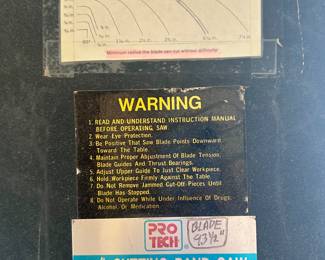 Minimum radius the blade can cut without difficulty
WARNING
1. READ AND UNDERSTAND INSTRUCTION MANUAL
BEFORE OPERATING SAW.
2. Wear Eye Protection.
3. Be Positive That Saw Blade Points Downward
Toward The Table.
4. Maintain Proper Adjustment Of Blade Tension,
Blade Guides And Thrust Bearings.
5. Adjust Upper Guide To Just Clear Workpiece.
6. Hold Workpiece Firmly Against The Table.
7. Do Not Remove Jammed Cut-Off Pieces Until
Blade Has Stopped.
8. Do Not Operate While Under Influence Of Drugs,
Alcohol, Or Medication.
PRO
TECH
BLADE
93½"
" CUTTING BAND SAW